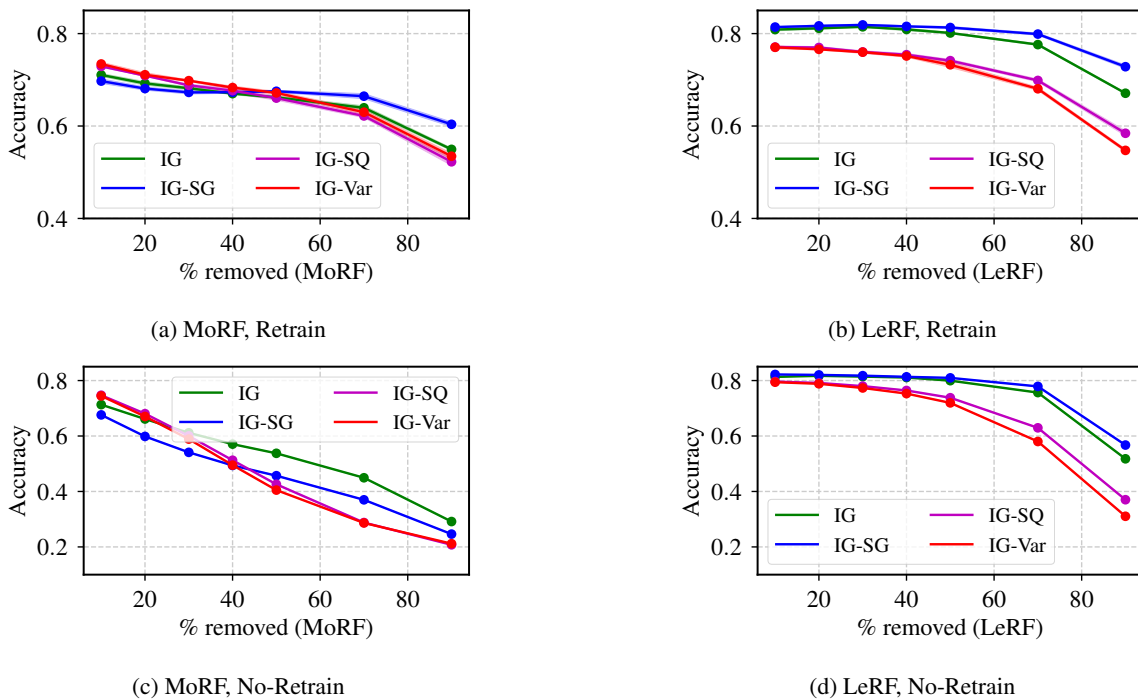 0.8
0.6
0.4
Accuracy
IG
IG-SG
IG-SQ
IG-Var
20
40
60
80
% removed (MoRF)
(a) MoRF, Retrain
0.8
0.6
0.4
Accuracy
IG
IG-SG
IG-SQ
IG-Var
20
40
60
80
% removed (LeRF)
(b) LeRF, Retrain
0.8
0.6
0.4
0.2
Accuracy
IG
IG-SG
IG-SQ
IG-Var
20
40
60
80
% removed (MoRF)
(c) MoRF, No-Retrain
0.8
0.6
0.4
0.2
Accuracy
IG
IG-SG
IG-SQ
IG-Var
20
40
60
80
% removed (LeRF)
(d) LeRF, No-Retrain